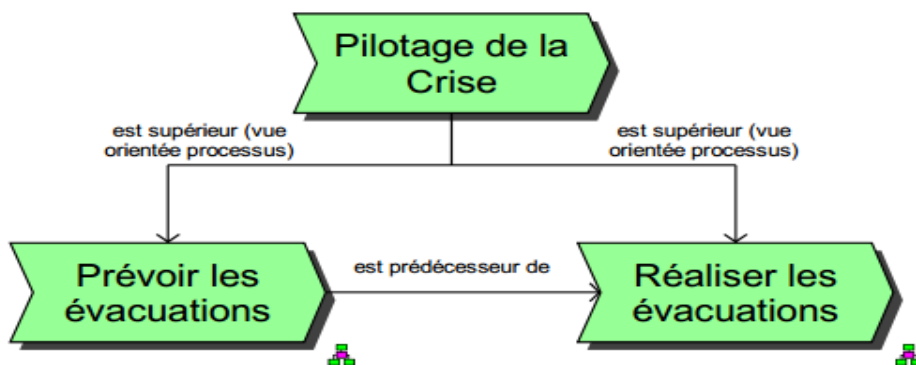 Pilotage de la
Crise
est supérieur (vue
orientée processus)
est supérieur (vue
orientée processus)
Prévoir les
évacuations
est prédécesseur de
Réaliser les
évacuations